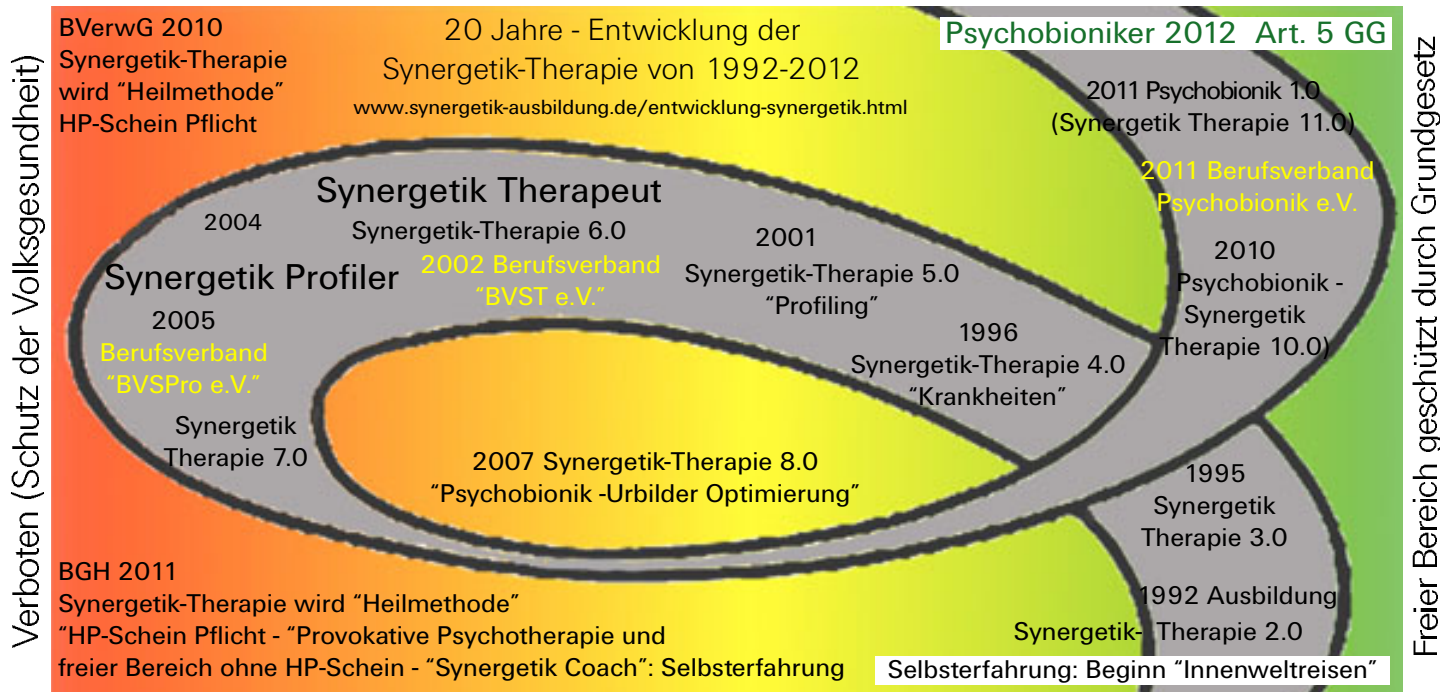 Verboten (Schutz der Volksgesundheit)
BVerwG 2010
Synergetik-Therapie
wird “Heilmethode”
HP-Schein Pflicht
20 Jahre - Entwicklung der
Synergetik-Therapie von 1992-2012
www.synergetik-ausbildung.de/entwicklung-synergetik.html
Psychobioniker 2012 Art. 5 GG
2011 Psychobionik 1.0
(Synergetik Therapie 11.0)
2011 Berufsverband
Psychobionik e.V.
2010
Psychobionik -
Synergetik
Therapie 10.0)
Synergetik Therapeut
2004
Synergetik-Therapie 6.0
Synergetik Profiler
2002 Berufsverband
“BVST e.V.”
2001
Synergetik-Therapie 5.0
“Profiling”
2005
Berufsverband
“BVSPro e.V.”
1996
Synergetik-Therapie 4.0
“Krankheiten”
Synergetik
Therapie 7.0
2007 Synergetik-Therapie 8.0
“Psychobionik -Urbilder Optimierung”
1995
Synergetik
Therapie 3.0
1992 Ausbildung
Synergetik- Therapie 2.0
BGH 2011
Synergetik-Therapie wird “Heilmethode”
“HP-Schein Pflicht - “Provokative Psychotherapie und
freier Bereich ohne HP-Schein - “Synergetik Coach”: Selbsterfahrung
Selbsterfahrung: Beginn “Innenweltreisen”
Freier Bereich geschützt durch Grundgesetz